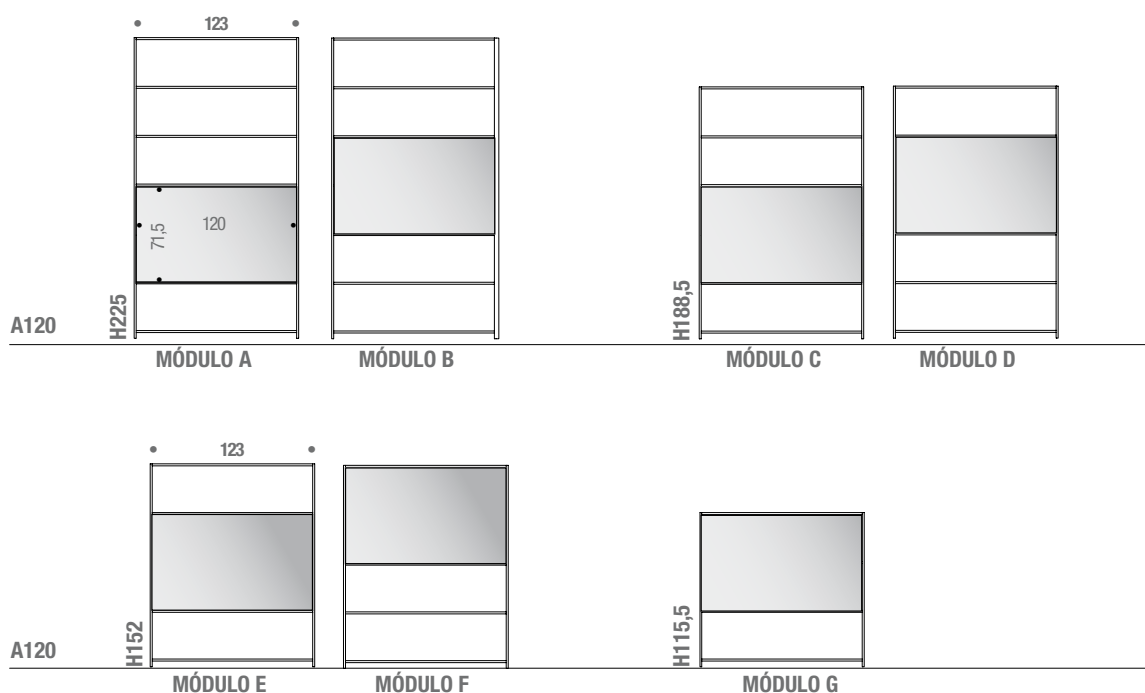 123
71,5
120
H225
H188,5
A120
MÓDULO A
MÓDULO B
MÓDULO C
MÓDULO D
123
H152
H115,5
A120
MÓDULO E
MÓDULO F
MÓDULO G